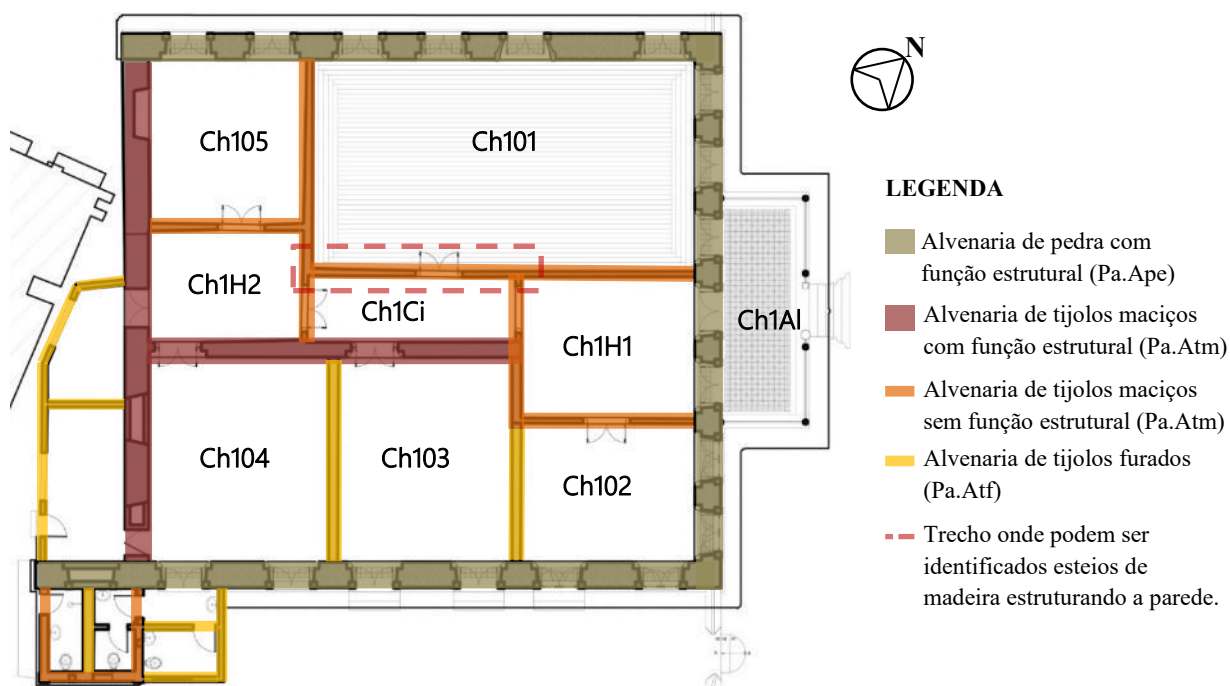 N
Ch105
Ch101
Ch1H2
Ch1Ci
Ch1H1
Ch1Al
Ch104
Ch103
Ch102
LEGENDA
Alvenaria de pedra com
função estrutural (Pa.Ape)
Alvenaria de tijolos maciços
com função estrutural (Pa.Atm)
Alvenaria de tijolos maciços
sem função estrutural (Pa.Atm)
Alvenaria de tijolos furados
(Pa.Atf)
Trecho onde podem ser
identificados esteios de
madeira estruturando a parede.